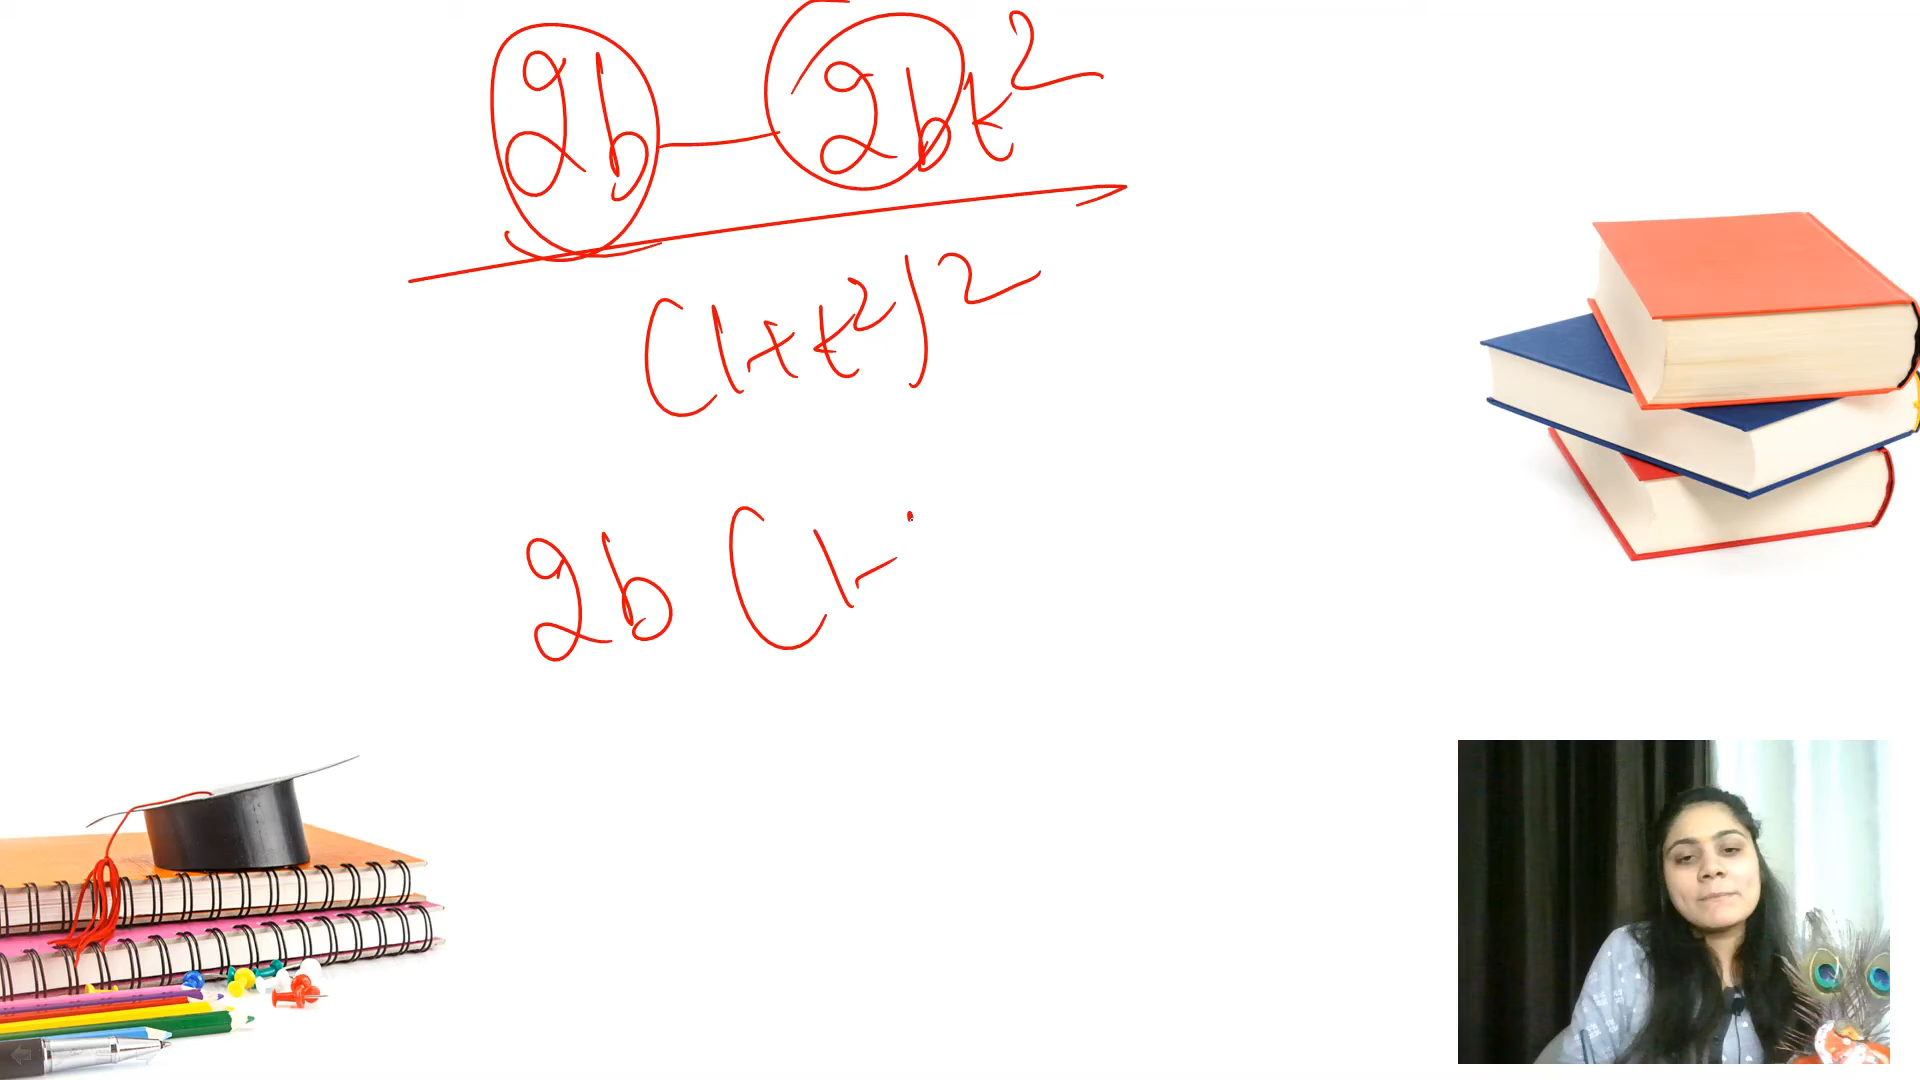 2b - 2bt²
(1+t²)²
2b (1-